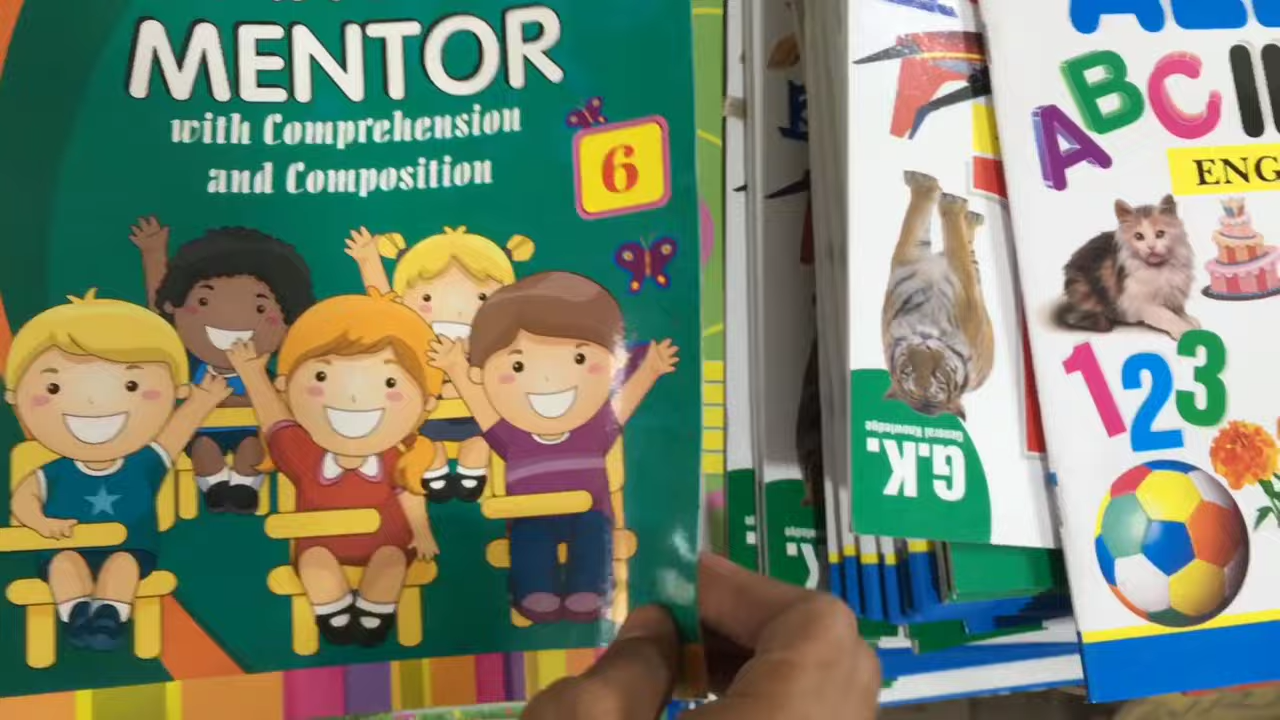 MENTOR
with Comprehension
and Composition
6
G.K.
General Knowledge
ABC
ENG
123